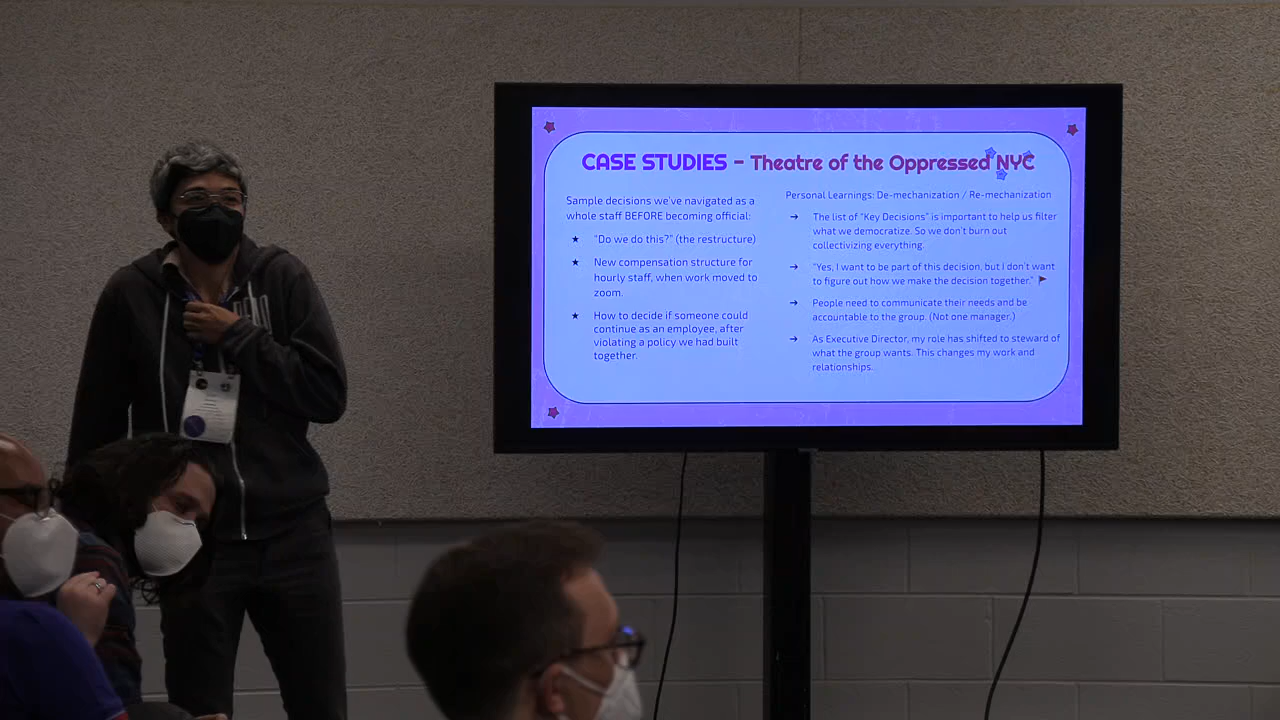 CASE STUDIES - Theatre of the Oppressed NYC
Sample decisions we've navigated as a
whole staff BEFORE becoming official:
★ "Do we do this?" (the restructure)
★ New compensation structure for
hourly staff, when work moved to
zoom.
★ How to decide if someone could
continue as an employee, after
violating a policy we had built
together.
Personal Learnings: De-mechanization / Re-mechanization
→ The list of "Key Decisions" is important to help us filter
what we democratize. So we don't burn out
collectivizing everything.
→ "Yes, I want to be part of this decision, but I don't want
to figure out how we make the decision together."
→ People need to communicate their needs and be
accountable to the group. (Not one manager.)
→ As Executive Director, my role has shifted to steward of
what the group wants. This changes my work and
relationships.